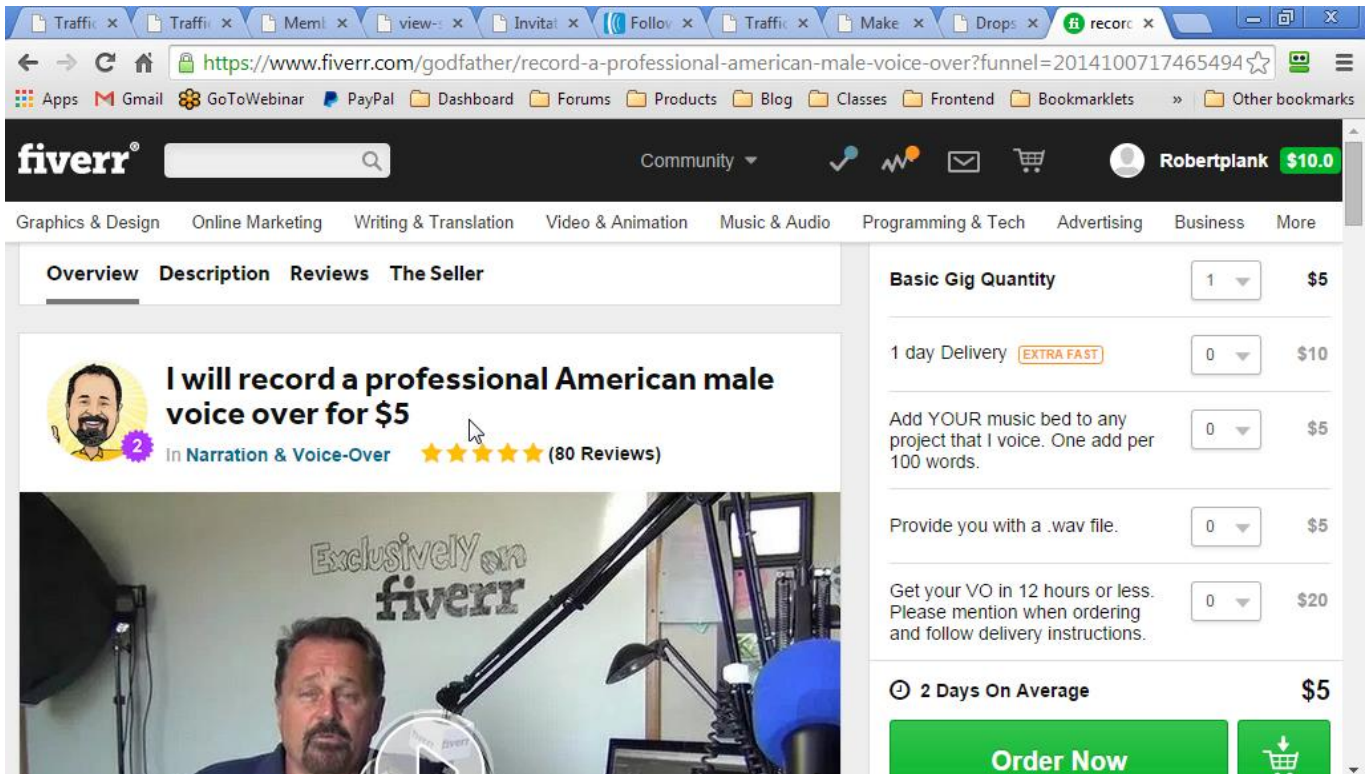 Traffic
Traffic
Memb
view-s
Invitat
Follov
Traffic
Make
Drops
recorc
https://www.fiverr.com/godfather/record-a-professional-american-male-voice-over?funnel=2014100717465494
Apps Gmail GoToWebinar PayPal Dashboard Forums Products Blog Classes Frontend Bookmarklets » Other bookmarks
fiverr® Community Robertplank $10.0
Graphics & Design Online Marketing Writing & Translation Video & Animation Music & Audio Programming & Tech Advertising Business More
Overview Description Reviews The Seller
I will record a professional American male
voice over for $5
2
In Narration & Voice-Over (80 Reviews)
Exclusively on
fiverr
Basic Gig Quantity 1 $5
1 day Delivery EXTRA FAST 0 $10
Add YOUR music bed to any
project that I voice. One add per
100 words.
0 $5
Provide you with a .wav file. 0 $5
Get your VO in 12 hours or less.
Please mention when ordering
and follow delivery instructions.
0 $20
2 Days On Average $5
Order Now